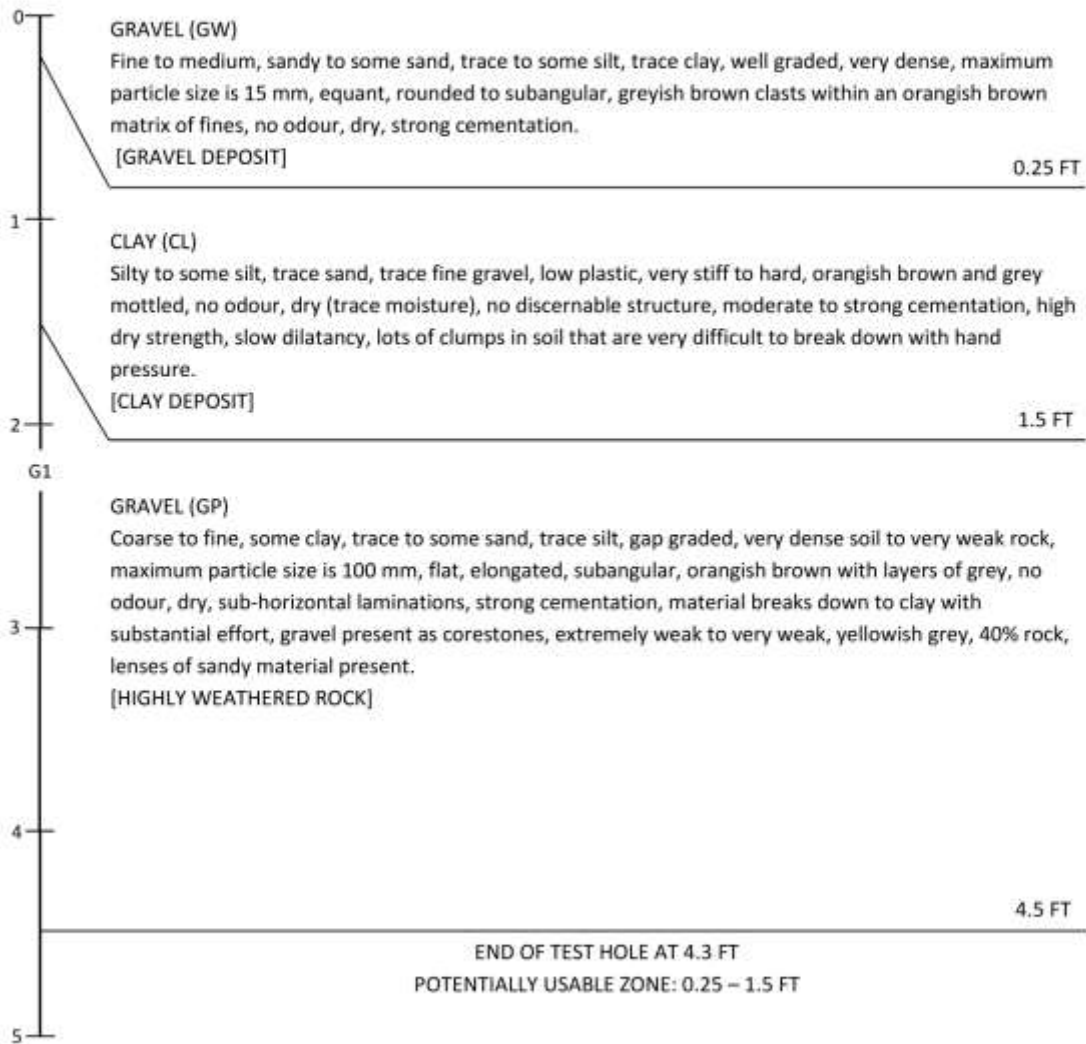 0
GRAVEL (GW)
Fine to medium, sandy to some sand, trace to some silt, trace clay, well graded, very dense, maximum
particle size is 15 mm, equant, rounded to subangular, greyish brown clasts within an orangish brown
matrix of fines, no odour, dry, strong cementation.
[GRAVEL DEPOSIT]
0.25 FT
1
CLAY (CL)
Silty to some silt, trace sand, trace fine gravel, low plastic, very stiff to hard, orangish brown and grey
mottled, no odour, dry (trace moisture), no discernable structure, moderate to strong cementation, high
dry strength, slow dilatancy, lots of clumps in soil that are very difficult to break down with hand
pressure.
[CLAY DEPOSIT]
1.5 FT
2
G1
GRAVEL (GP)
Coarse to fine, some clay, trace to some sand, trace silt, gap graded, very dense soil to very weak rock,
maximum particle size is 100 mm, flat, elongated, subangular, orangish brown with layers of grey, no
odour, dry, sub-horizontal laminations, strong cementation, material breaks down to clay with
3
substantial effort, gravel present as corestones, extremely weak to very weak, yellowish grey, 40% rock,
lenses of sandy material present.
[HIGHLY WEATHERED ROCK]
4
4.5 FT
END OF TEST HOLE AT 4.3 FT
POTENTIALLY USABLE ZONE: 0.25 – 1.5 FT
5